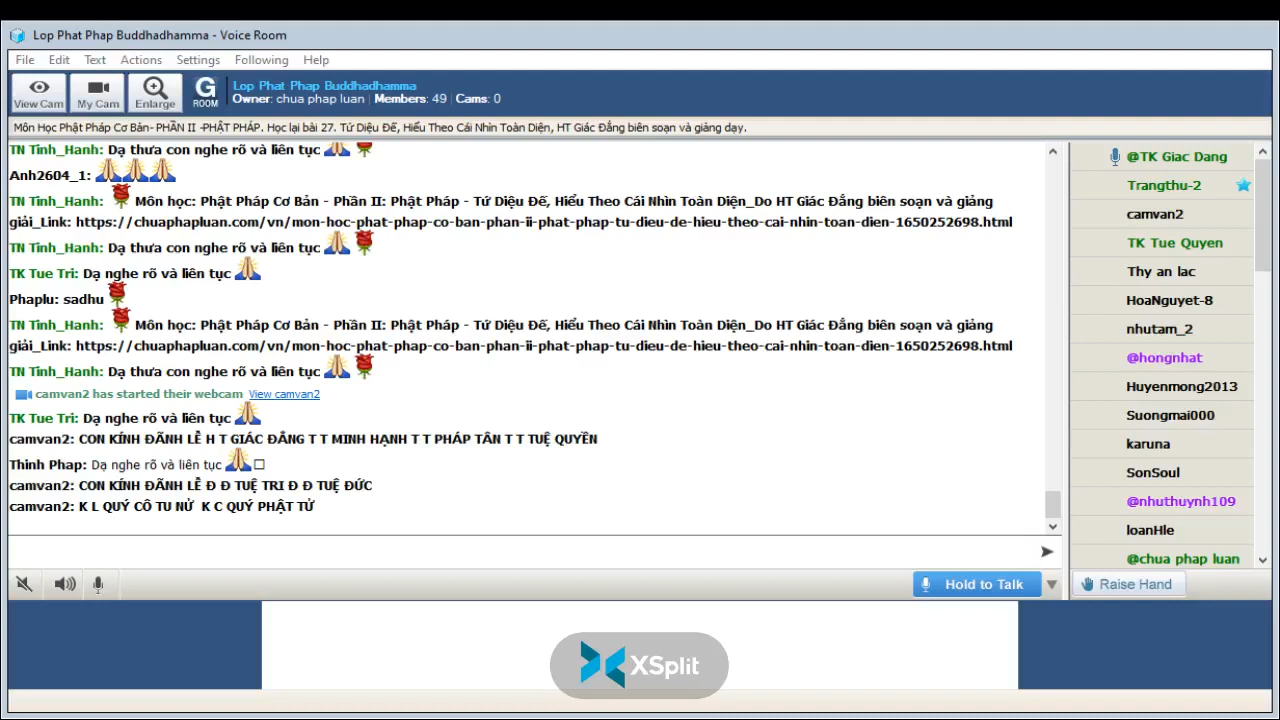 Lop Phat Phap Buddhadhamma - Voice Room
File Edit Text Actions Settings Following Help
View Cam My Cam Enlarge G ROOM
Lop Phat Phap Buddhadhamma
Owner: chua phap luan | Members: 49 | Cams: 0
Môn Học Phật Pháp Cơ Bản- PHẦN II -PHẬT PHÁP. Học lại bài 27. Tứ Diệu Đế, Hiểu Theo Cái Nhìn Toàn Diện, HT Giác Đẳng biên soạn và giảng dạy.
TN Tinh_Hanh: Dạ thưa con nghe rõ và liên tục
Anh2604_1:
TN Tinh_Hanh: Môn học: Phật Pháp Cơ Bản - Phần II: Phật Pháp - Tứ Diệu Đế, Hiểu Theo Cái Nhìn Toàn Diện_Do HT Giác Đẳng biên soạn và giảng
giải_Link: https://chuaphapluan.com/vn/mon-hoc-phat-phap-co-ban-phan-ii-phat-phap-tu-dieu-de-hieu-theo-cai-nhin-toan-dien-1650252698.html
TN Tinh_Hanh: Dạ thưa con nghe rõ và liên tục
TK Tue Tri: Dạ nghe rõ và liên tục
Phaplu: sadhu
TN Tinh_Hanh: Môn học: Phật Pháp Cơ Bản - Phần II: Phật Pháp - Tứ Diệu Đế, Hiểu Theo Cái Nhìn Toàn Diện_Do HT Giác Đẳng biên soạn và giảng
giải_Link: https://chuaphapluan.com/vn/mon-hoc-phat-phap-co-ban-phan-ii-phat-phap-tu-dieu-de-hieu-theo-cai-nhin-toan-dien-1650252698.html
TN Tinh_Hanh: Dạ thưa con nghe rõ và liên tục
camvan2 has started their webcam View camvan2
TK Tue Tri: Dạ nghe rõ và liên tục
camvan2: CON KÍNH ĐÃNH LỄ H T GIÁC ĐẲNG T T MINH HẠNH T T PHÁP TÂN T T TUỆ QUYỀN
Thinh Phap: Dạ nghe rõ và liên tục
camvan2: CON KÍNH ĐÃNH LỄ Đ Đ TUỆ TRI Đ Đ TUỆ ĐỨC
camvan2: K L QUÝ CÔ TU NỬ K C QUÝ PHẬT TỬ
@TK Giac Dang
Trangthu-2
camvan2
TK Tue Quyen
Thy an lac
HoaNguyet-8
nhutam_2
@hongnhat
Huyenmong2013
Suongmai000
karuna
SonSoul
@nhuthuynh109
loanHle
@chua phap luan
Hold to Talk
Raise Hand
XSplit